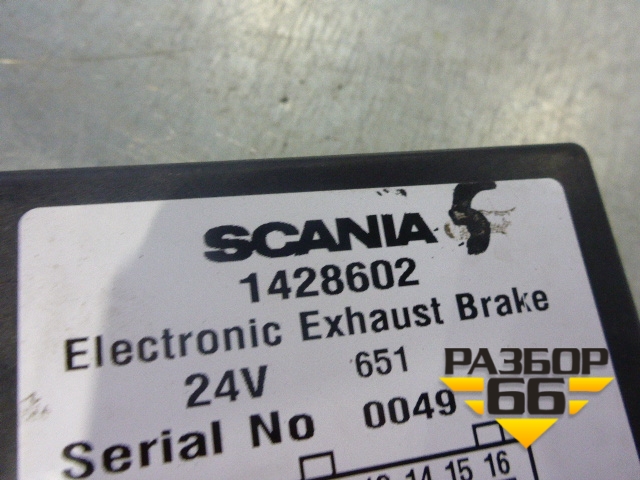 SCANIA
1428602
Electronic Exhaust Brake
24V 651
Serial No 0049
14 15 16
РАЗБОР
66